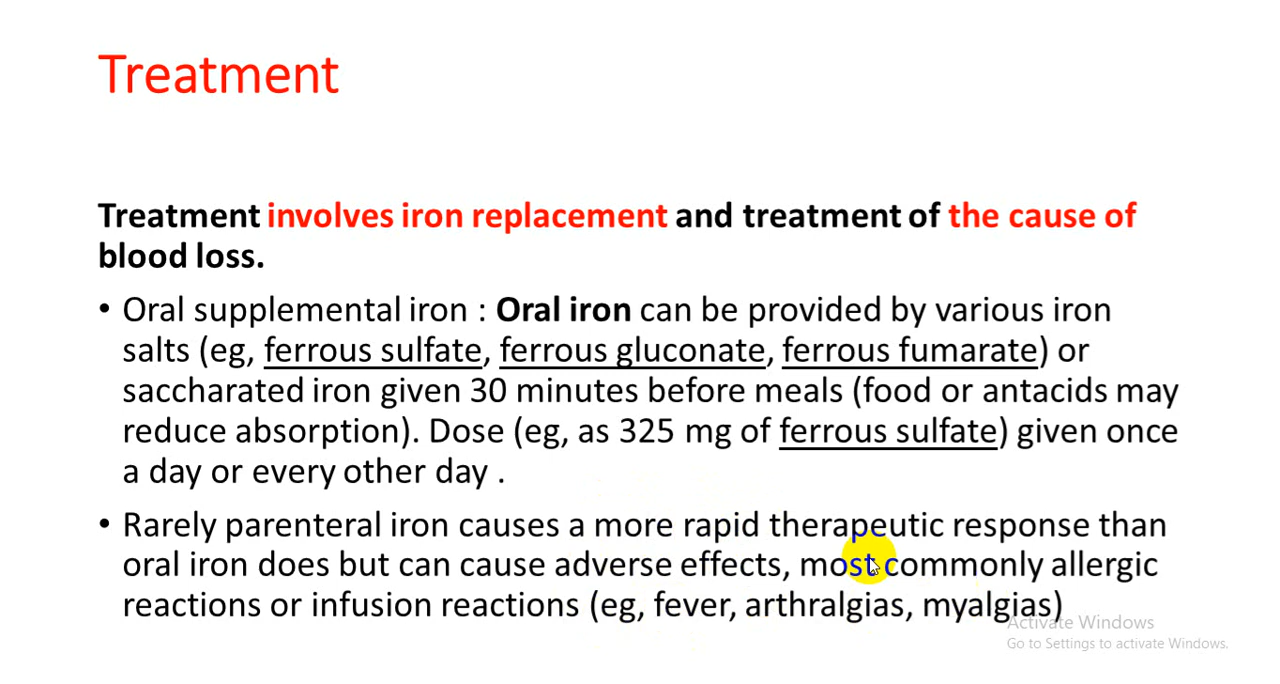 Treatment
Treatment involves iron replacement and treatment of the cause of
blood loss.
• Oral supplemental iron : Oral iron can be provided by various iron
salts (eg, ferrous sulfate, ferrous gluconate, ferrous fumarate) or
saccharated iron given 30 minutes before meals (food or antacids may
reduce absorption). Dose (eg, as 325 mg of ferrous sulfate) given once
a day or every other day .
• Rarely parenteral iron causes a more rapid therapeutic response than
oral iron does but can cause adverse effects, most commonly allergic
reactions or infusion reactions (eg, fever, arthralgias, myalgias)
Activate Windows
Go to Settings to activate Windows.